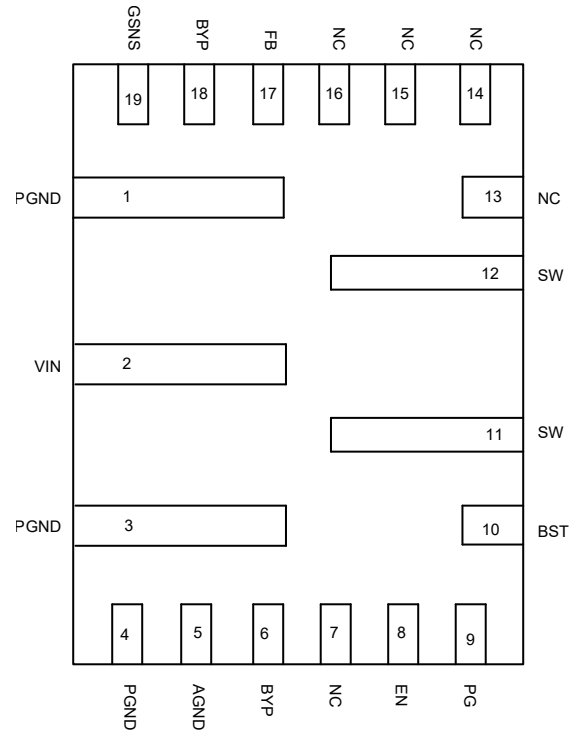 GSNS BYP FB NC NC NC
19 18 17 16 15 14
PGND 1 13 NC
12 SW
VIN 2
11 SW
PGND 3 10 BST
4 5 6 7 8 9
PGND AGND BYP NC EN PG